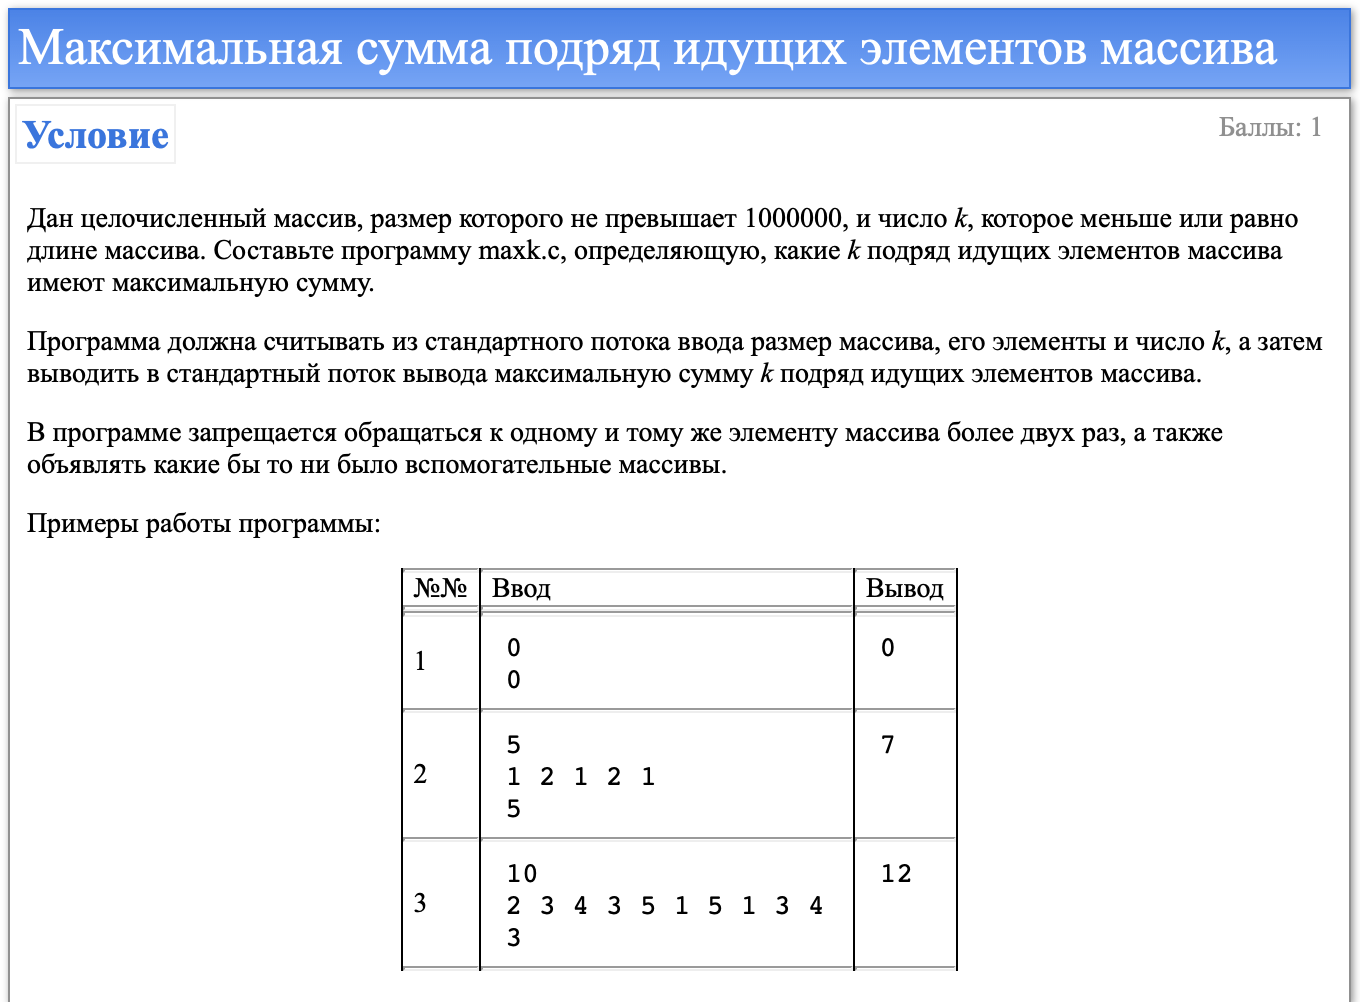 Максимальная сумма подряд идущих элементов массива
Условие
Баллы: 1
Дан целочисленный массив, размер которого не превышает 1000000, и число k, которое меньше или равно
длине массива. Составьте программу maxk.c, определяющую, какие k подряд идущих элементов массива
имеют максимальную сумму.
Программа должна считывать из стандартного потока ввода размер массива, его элементы и число k, а затем
выводить в стандартный поток вывода максимальную сумму k подряд идущих элементов массива.
В программе запрещается обращаться к одному и тому же элементу массива более двух раз, а также
объявлять какие бы то ни было вспомогательные массивы.
Примеры работы программы:
№№ Ввод Вывод
1
0
0
0
2
5
1 2 1 2 1
5
7
3
10
2 3 4 3 5 1 5 1 3 4
3
12